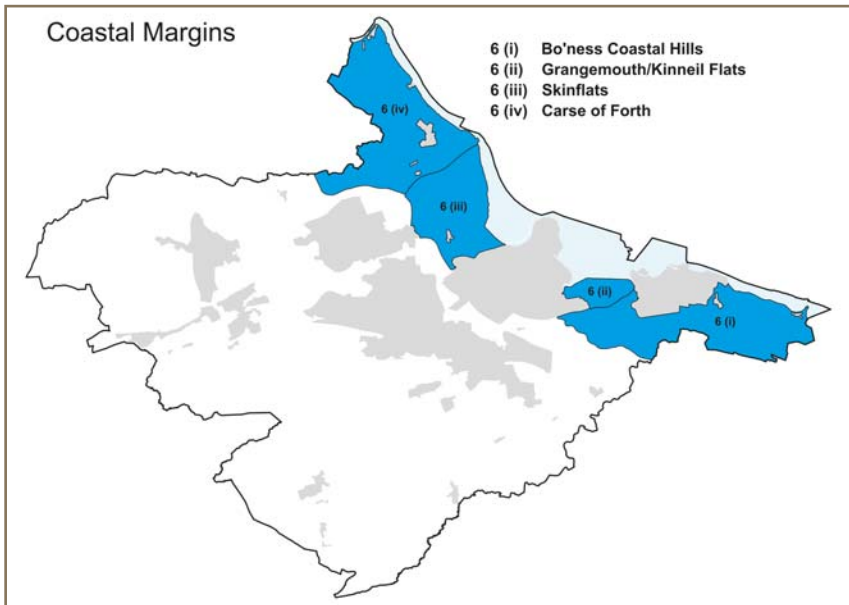 Coastal Margins
6 (i) Bo'ness Coastal Hills
6 (ii) Grangemouth/Kinneil Flats
6 (iii) Skinflats
6 (iv) Carse of Forth
6 (iv)
6 (iii)
6 (ii)
6 (i)